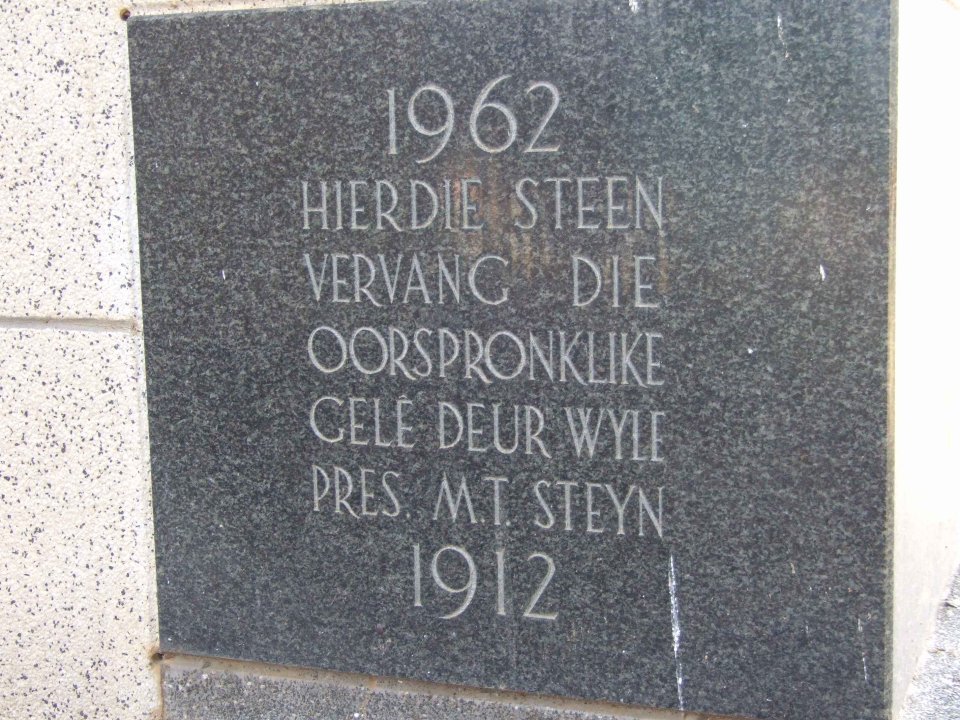 1962
HIERDIE STEEN
VERVANG DIE
OORSPRONKLIKE
GELÊ DEUR WYLE
PRES. M.T. STEYN
1912